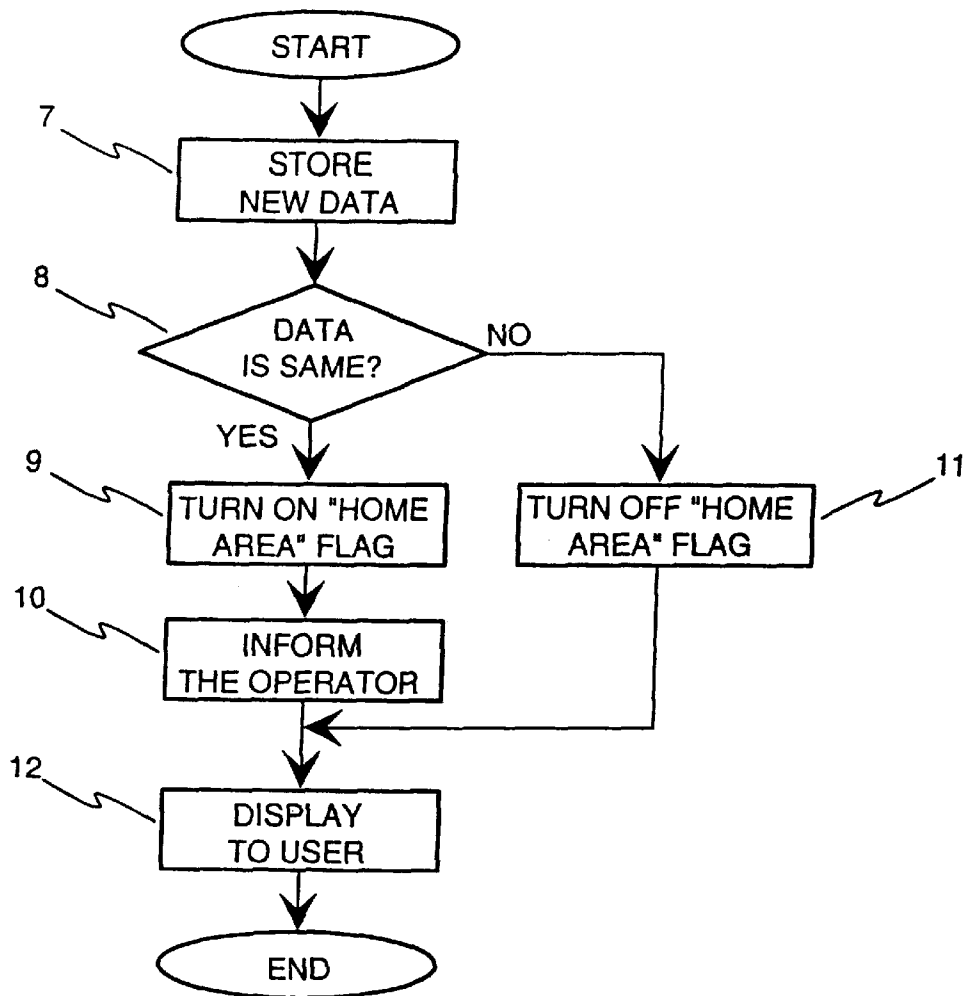 START
7
STORE
NEW DATA
8
DATA
IS SAME?
NO
YES
9
TURN ON "HOME
AREA" FLAG
11
TURN OFF "HOME
AREA" FLAG
10
INFORM
THE OPERATOR
12
DISPLAY
TO USER
END